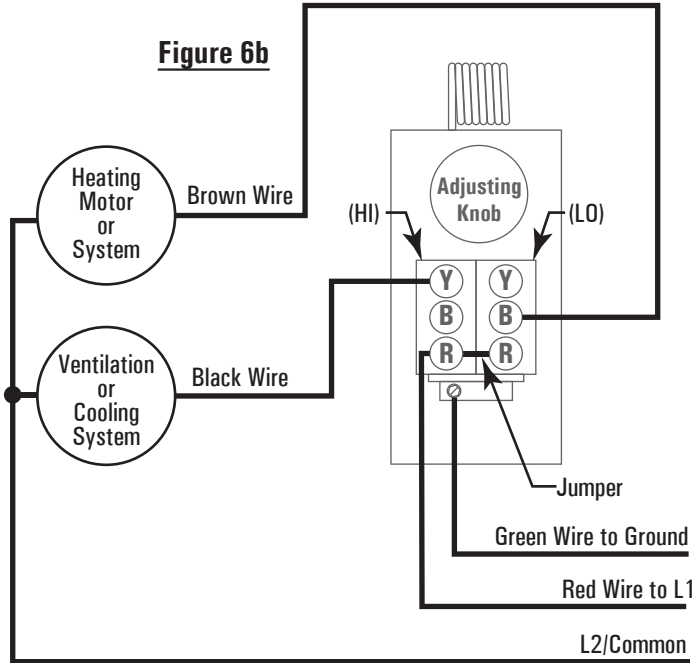 Figure 6b
Heating
Motor
or
System
Brown Wire
Adjusting
Knob
(HI)
(LO)
Y
Y
B
B
R
R
Ventilation
or
Cooling
System
Black Wire
Jumper
Green Wire to Ground
Red Wire to L1
L2/Common